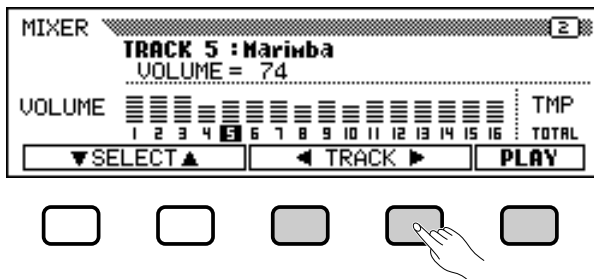 MIXER 2
TRACK 5 : Marimba
VOLUME = 74
VOLUME TMP
1 2 3 4 5 6 7 8 9 10 11 12 13 14 15 16 TOTAL
▼SELECT▲ ◀ TRACK ▶ PLAY